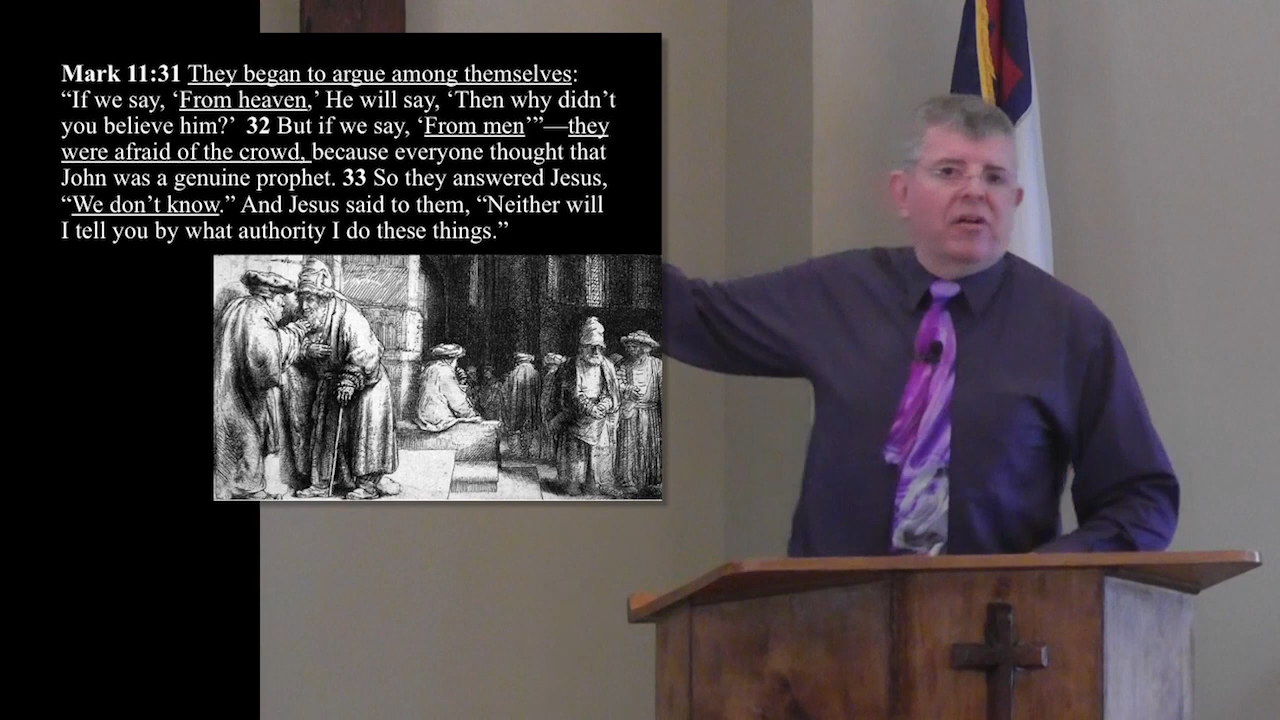 Mark 11:31 They began to argue among themselves:
“If we say, ‘From heaven,’ He will say, ‘Then why didn’t
you believe him?’ 32 But if we say, ‘From men’”—they
were afraid of the crowd, because everyone thought that
John was a genuine prophet. 33 So they answered Jesus,
“We don’t know.” And Jesus said to them, “Neither will
I tell you by what authority I do these things.”